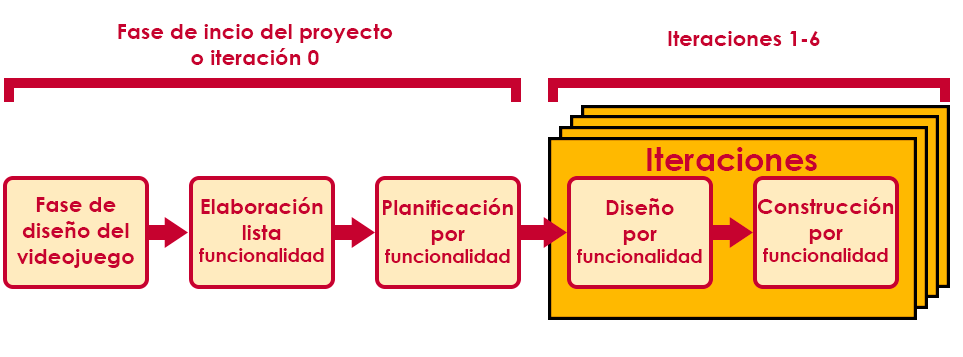 Fase de incio del proyecto
o iteración 0
Iteraciones 1-6
Iteraciones
Fase de
diseño del
videojuego
Elaboración
lista
funcionalidad
Planificación
por
funcionalidad
Diseño
por
funcionalidad
Construcción
por
funcionalidad